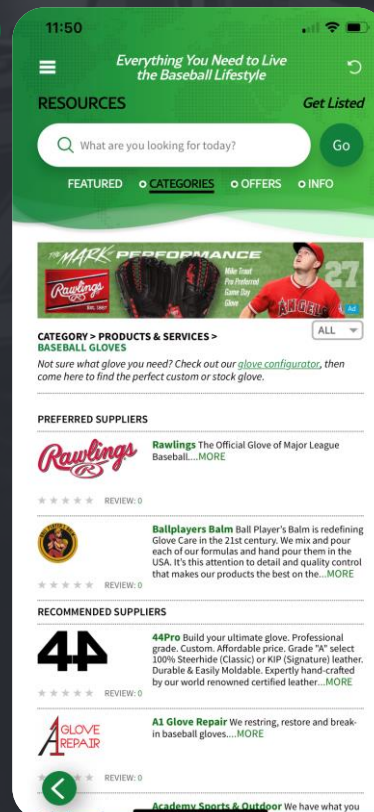 11:50
Everything You Need to Live
the Baseball Lifestyle
RESOURCES
Get Listed
What are you looking for today?
Go
FEATURED
CATEGORIES
OFFERS
INFO
THE MARK OF PERFORMANCE
Rawlings
Mike Trout
Pro Preferred
Game Day
Glove
ANGELS
27
Ad
CATEGORY > PRODUCTS & SERVICES >
BASEBALL GLOVES
ALL
Not sure what glove you need? Check out our glove configurator, then
come here to find the perfect custom or stock glove.
PREFERRED SUPPLIERS
Rawlings
Rawlings The Official Glove of Major League
Baseball....MORE
REVIEW: 0
Ballplayers Balm Ball Player's Balm is redefining
Glove Care in the 21st century. We mix and pour
each of our formulas and hand pour them in the
USA. It's this attention to detail and quality control
that makes our products the best on the...MORE
REVIEW: 0
RECOMMENDED SUPPLIERS
44
44Pro Build your ultimate glove. Professional
grade. Custom. Affordable price. Grade "A" select
100% Steerhide (Classic) or KIP (Signature) leather.
Durable & Easily Moldable. Expertly hand-crafted
by our world renowned certified leather...MORE
REVIEW: 0
A1 GLOVE
REPAIR
A1 Glove Repair We restring, restore and break-
in baseball gloves....MORE
REVIEW: 0
Academy Sports & Outdoor We have what you